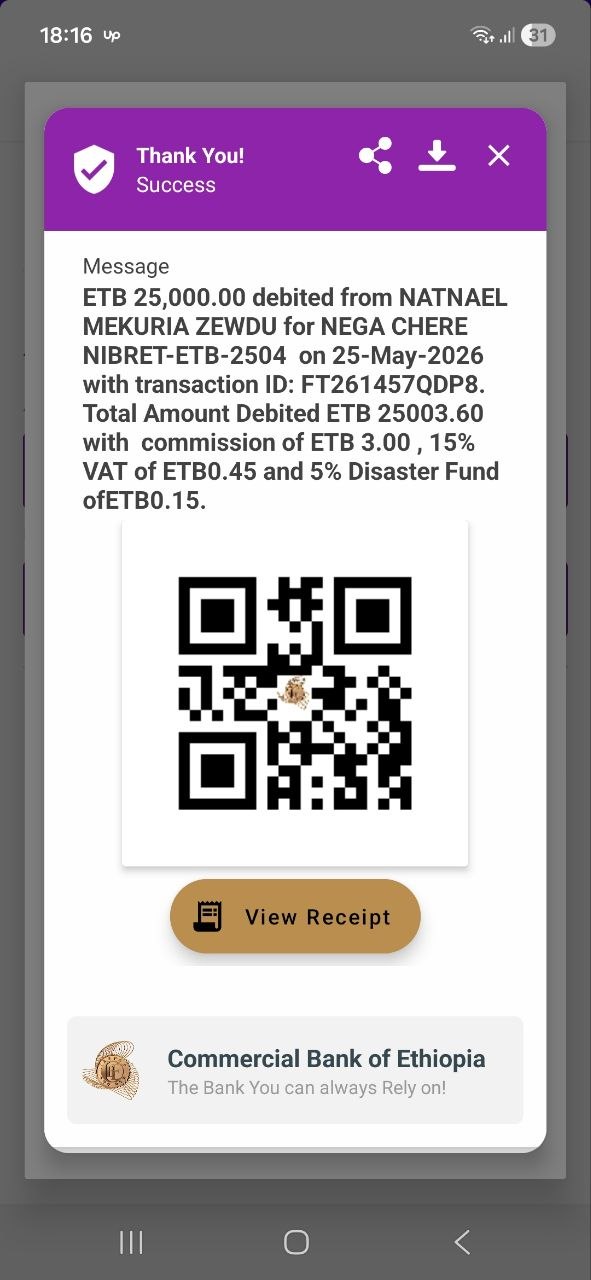 18:16 up
31
Thank You!
Success
Message
ETB 25,000.00 debited from NATNAEL
MEKURIA ZEWDU for NEGA CHERE
NIBRET-ETB-2504  on 25-May-2026
with transaction ID: FT261457QDP8.
Total Amount Debited ETB 25003.60
with  commission of ETB 3.00 , 15%
VAT of ETB0.45 and 5% Disaster Fund
ofETB0.15.
View Receipt
Commercial Bank of Ethiopia
The Bank You can always Rely on!